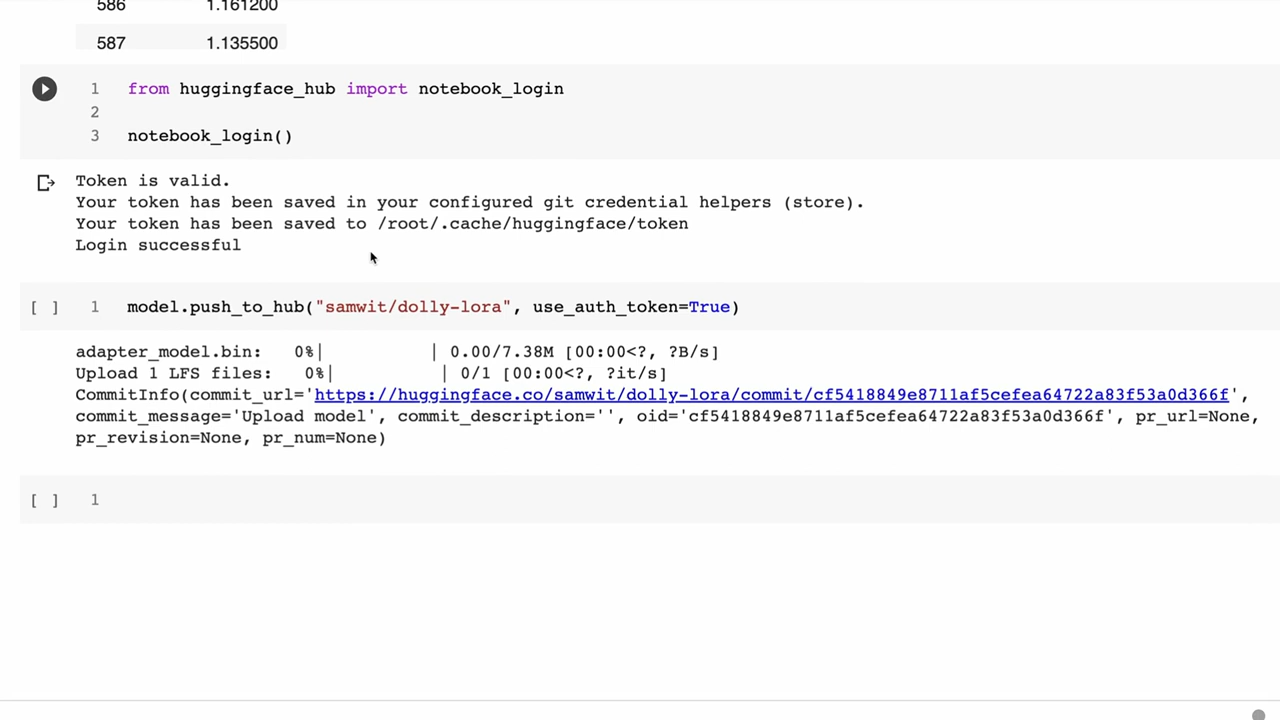 586 1.161200
587 1.135500
1 from huggingface_hub import notebook_login
2
3 notebook_login()
Token is valid.
Your token has been saved in your configured git credential helpers (store).
Your token has been saved to /root/.cache/huggingface/token
Login successful
[ ] 1 model.push_to_hub("samwit/dolly-lora", use_auth_token=True)
adapter_model.bin: 0%| | 0.00/7.38M [00:00<?, ?B/s]
Upload 1 LFS files: 0%| | 0/1 [00:00<?, ?it/s]
CommitInfo(commit_url='https://huggingface.co/samwit/dolly-lora/commit/cf5418849e8711af5cefea64722a83f53a0d366f',
commit_message='Upload model', commit_description='', oid='cf5418849e8711af5cefea64722a83f53a0d366f', pr_url=None,
pr_revision=None, pr_num=None)
[ ] 1